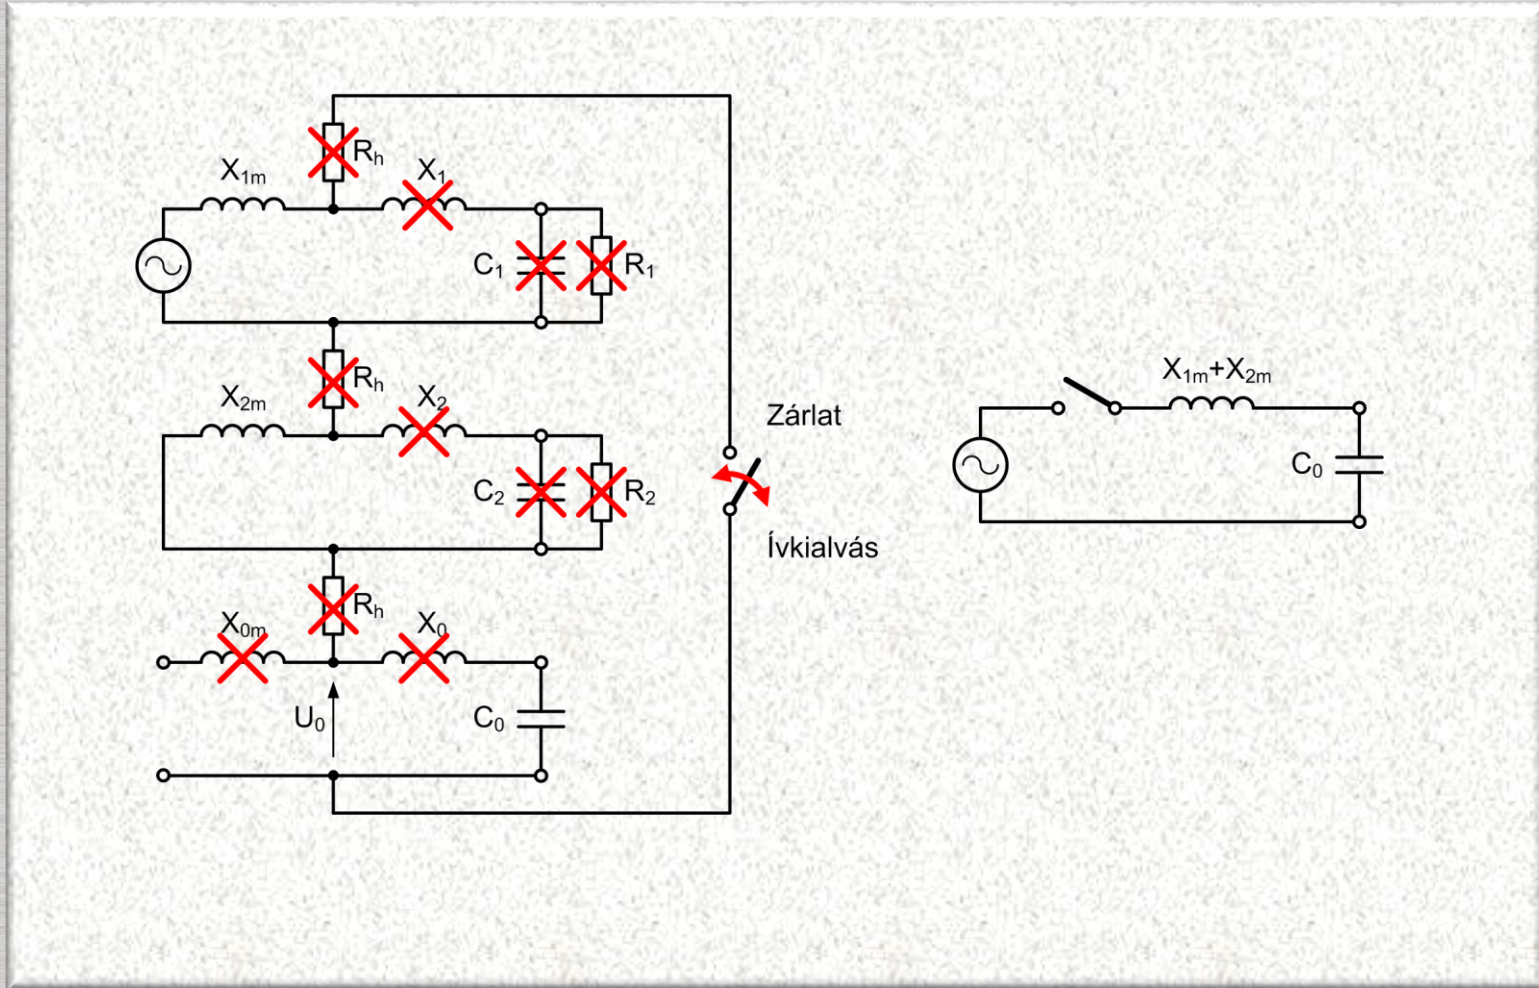 Rₕ
X₁ₘ
X₁
C₁
R₁
Rₕ
X₂ₘ
X₂
C₂
R₂
Rₕ
X₀ₘ
X₀
U₀
C₀
Zárlat
Ívkialvás
X₁ₘ+X₂ₘ
C₀